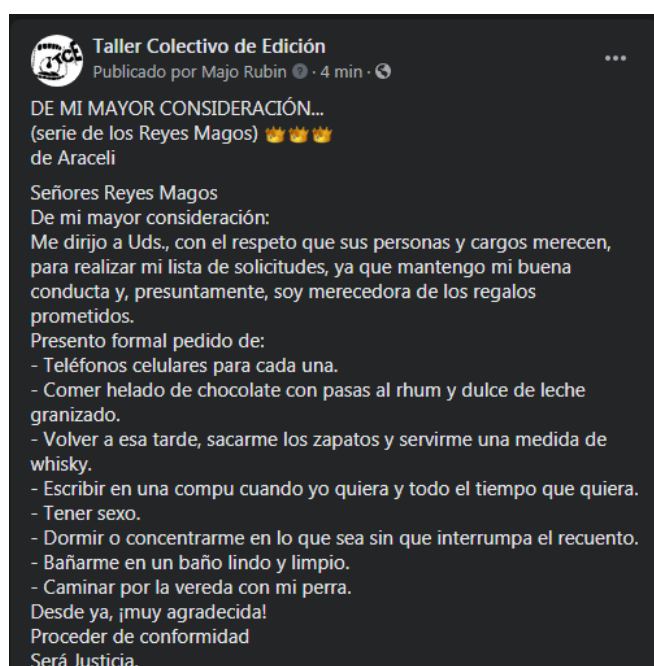 Taller Colectivo de Edición
Publicado por Majo Rubin · 4 min ·
DE MI MAYOR CONSIDERACIÓN...
(serie de los Reyes Magos) 👑👑👑
de Araceli
Señores Reyes Magos
De mi mayor consideración:
Me dirijo a Uds., con el respeto que sus personas y cargos merecen,
para realizar mi lista de solicitudes, ya que mantengo mi buena
conducta y, presuntamente, soy merecedora de los regalos
prometidos.
Presento formal pedido de:
- Teléfonos celulares para cada una.
- Comer helado de chocolate con pasas al rhum y dulce de leche
granizado.
- Volver a esa tarde, sacarme los zapatos y servirme una medida de
whisky.
- Escribir en una compu cuando yo quiera y todo el tiempo que quiera.
- Tener sexo.
- Dormir o concentrarme en lo que sea sin que interrumpa el recuento.
- Bañarme en un baño lindo y limpio.
- Caminar por la vereda con mi perra.
Desde ya, ¡muy agradecida!
Proceder de conformidad
Será Justicia.